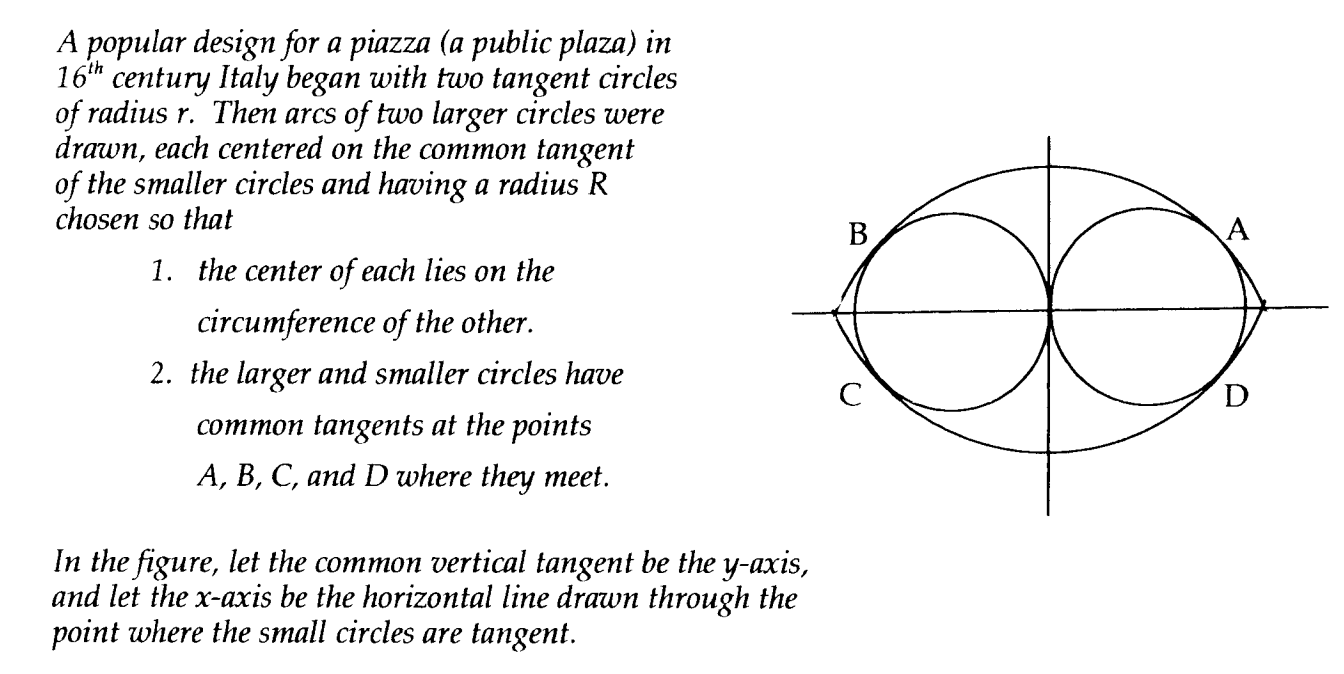 A popular design for a piazza (a public plaza) in
16th century Italy began with two tangent circles
of radius r. Then arcs of two larger circles were
drawn, each centered on the common tangent
of the smaller circles and having a radius R
chosen so that
1. the center of each lies on the
circumference of the other.
2. the larger and smaller circles have
common tangents at the points
A, B, C, and D where they meet.
B
A
C
D
In the figure, let the common vertical tangent be the y-axis,
and let the x-axis be the horizontal line drawn through the
point where the small circles are tangent.